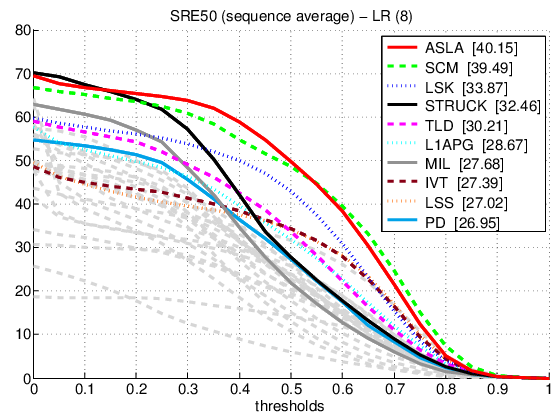 SRE50 (sequence average) – LR (8)
80
70
60
50
40
30
20
10
0
0 0.1 0.2 0.3 0.4 0.5 0.6 0.7 0.8 0.9 1
thresholds
ASLA [40.15]
SCM [39.49]
LSK [33.87]
STRUCK [32.46]
TLD [30.21]
L1APG [28.67]
MIL [27.68]
IVT [27.39]
LSS [27.02]
PD [26.95]